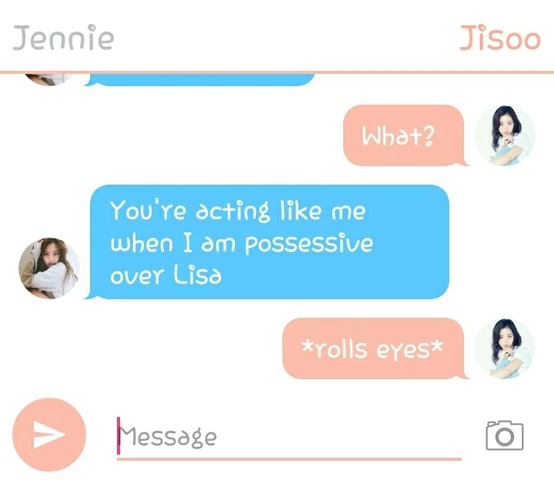 Jennie
Jisoo
What?
You're acting like me
when I am possessive
over Lisa
*rolls eyes*
Message